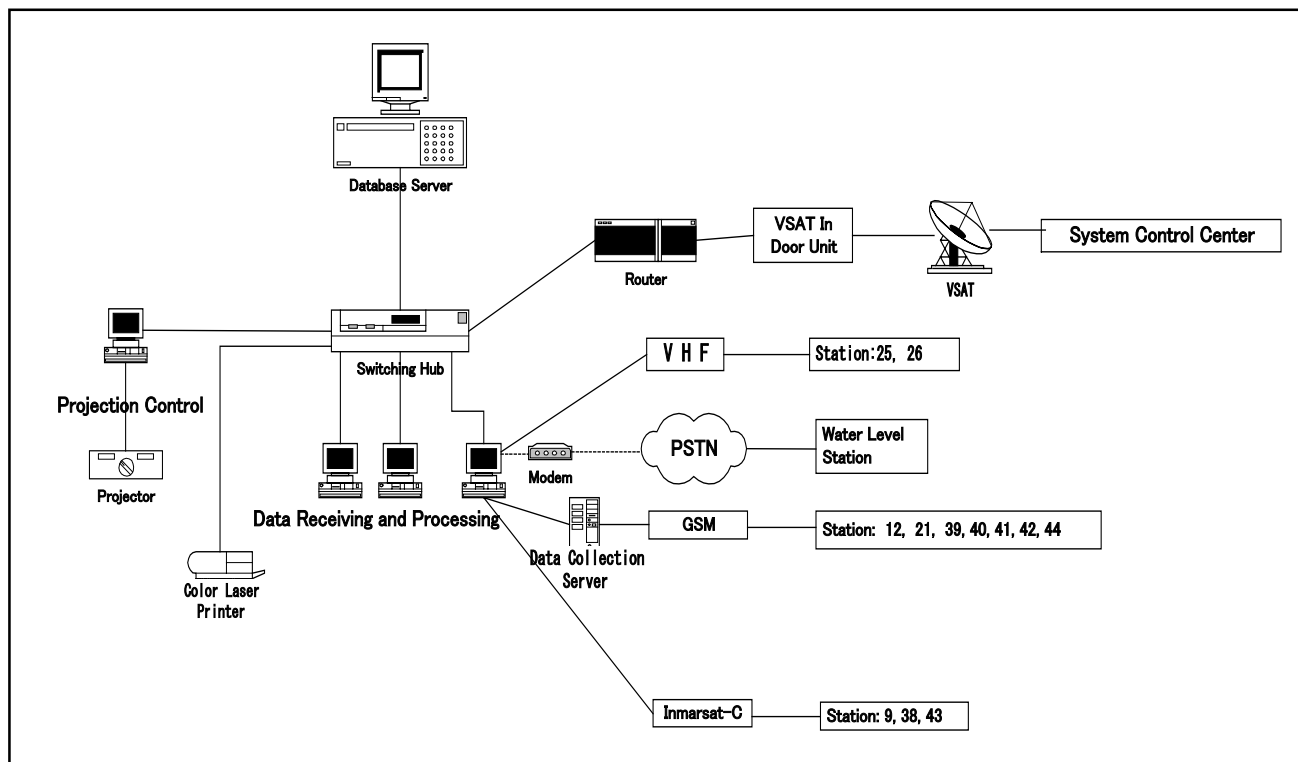 Database Server
VSAT In
Door Unit
System Control Center
Router
VSAT
Switching Hub
V H F
Station:25, 26
Projection Control
PSTN
Water Level
Station
Modem
Projector
Data Receiving and Processing
GSM
Station: 12, 21, 39, 40, 41, 42, 44
Data Collection
Server
Color Laser
Printer
Inmarsat-C
Station: 9, 38, 43